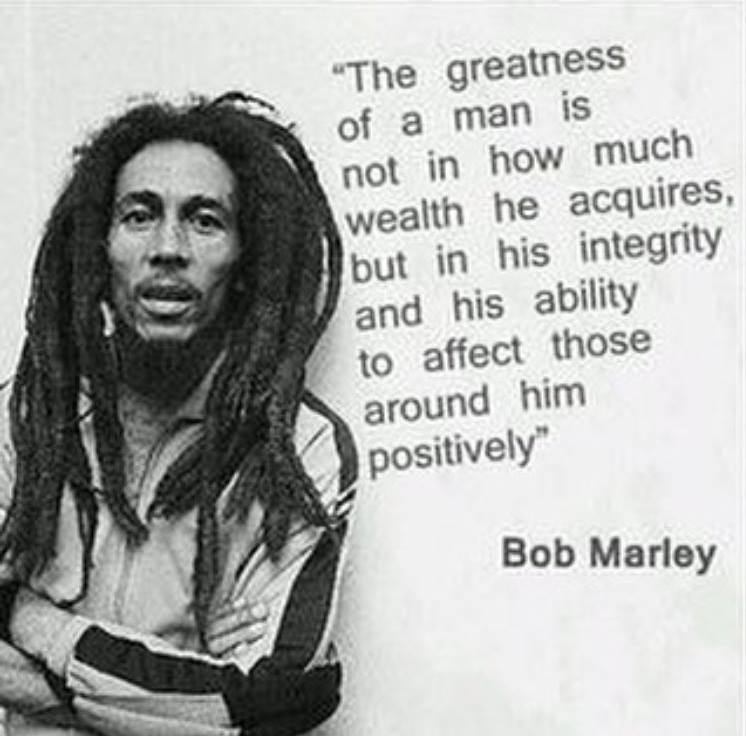 “The greatness
of a man is
not in how much
wealth he acquires,
but in his integrity
and his ability
to affect those
around him
positively”
Bob Marley